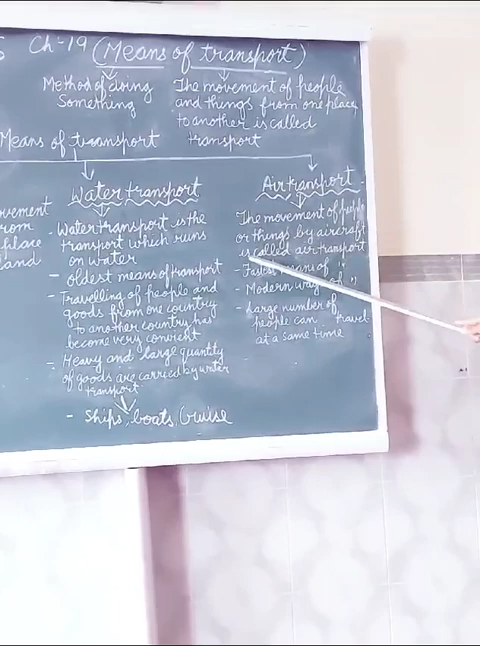 5 Ch-19 (Means of transport)
Method of doing
Something
The movement of people
and things from one place
to another is called
transport
Means of transport
vement
from
place
land
Water transport
- Water transport is the
transport which runs
on water
- oldest means of transport
- Travelling of people and
goods from one country
to another country has
become very convient
- Heavy and large quantity
of goods are carried by water
transport
- Ships, boats, Cruise
Air transport
The movement of people
or things by aircraft
is called air transport
- Fastest means of "
- Modern way of "
- Large number of
people can travel
at a same time